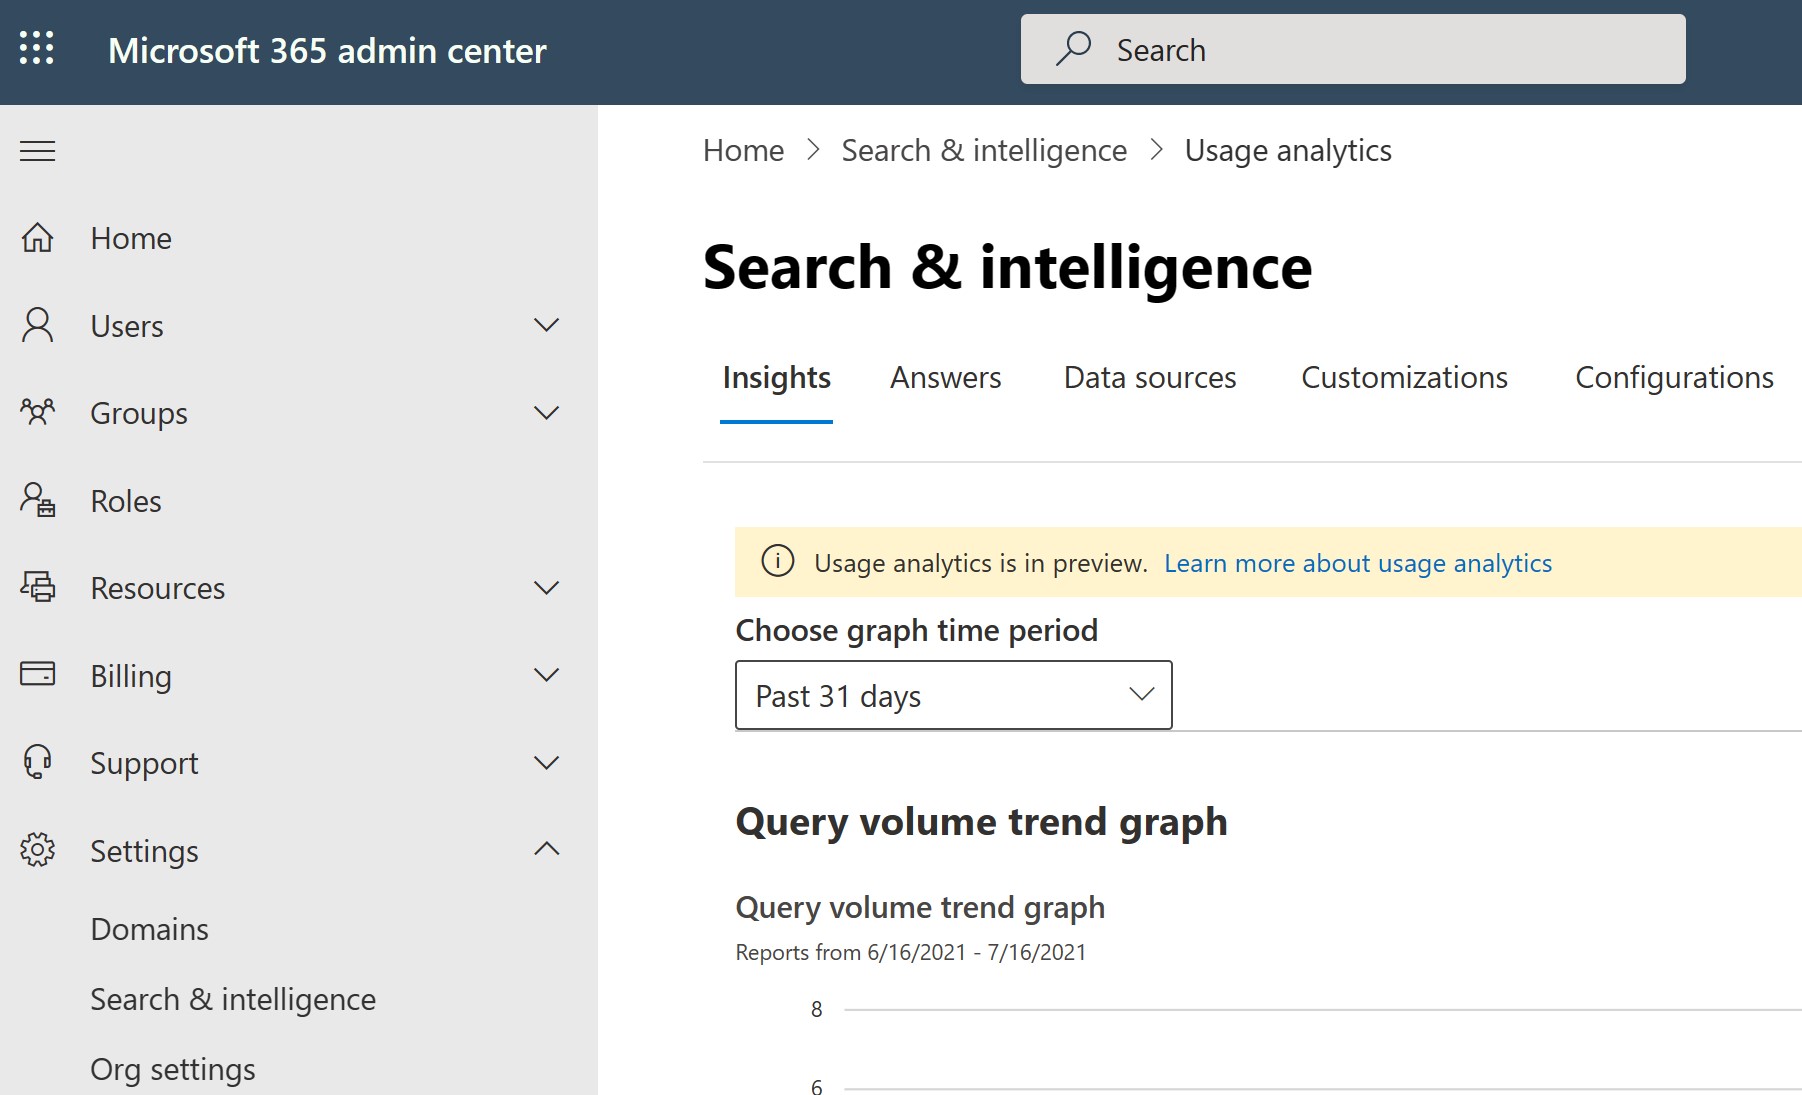 Microsoft 365 admin center
Search
Home
Users
Groups
Roles
Resources
Billing
Support
Settings
Domains
Search & intelligence
Org settings
Home > Search & intelligence > Usage analytics
Search & intelligence
Insights Answers Data sources Customizations Configurations
Usage analytics is in preview. Learn more about usage analytics
Choose graph time period
Past 31 days
Query volume trend graph
Query volume trend graph
Reports from 6/16/2021 - 7/16/2021
8
6